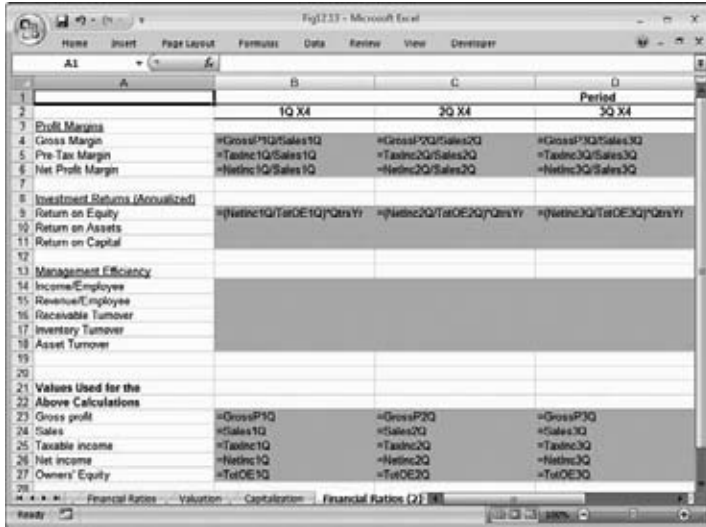 Fig12.13 - Microsoft Excel
Home Insert Page Layout Formulas Data Review View Developer
A1 fx
A B C D
1 Period
2 1Q X4 2Q X4 3Q X4
3 Profit Margins
4 Gross Margin =GrossP1Q/Sales1Q =GrossP2Q/Sales2Q =GrossP3Q/Sales3Q
5 Pre-Tax Margin =TaxInc1Q/Sales1Q =TaxInc2Q/Sales2Q =TaxInc3Q/Sales3Q
6 Net Profit Margin =NetInc1Q/Sales1Q =NetInc2Q/Sales2Q =NetInc3Q/Sales3Q
7
8 Investment Returns (Annualized)
9 Return on Equity =(NetInc1Q/TotOE1Q)*QtrsYr =(NetInc2Q/TotOE2Q)*QtrsYr =(NetInc3Q/TotOE3Q)*QtrsYr
10 Return on Assets
11 Return on Capital
12
13 Management Efficiency
14 Income/Employee
15 Revenue/Employee
16 Receivable Turnover
17 Inventory Turnover
18 Asset Turnover
19
20
21 Values Used for the
22 Above Calculations
23 Gross profit =GrossP1Q =GrossP2Q =GrossP3Q
24 Sales =Sales1Q =Sales2Q =Sales3Q
25 Taxable income =TaxInc1Q =TaxInc2Q =TaxInc3Q
26 Net income =NetInc1Q =NetInc2Q =NetInc3Q
27 Owners' Equity =TotOE1Q =TotOE2Q =TotOE3Q
28
Financial Ratios Valuation Capitalization Financial Ratios (2)
Ready 100%